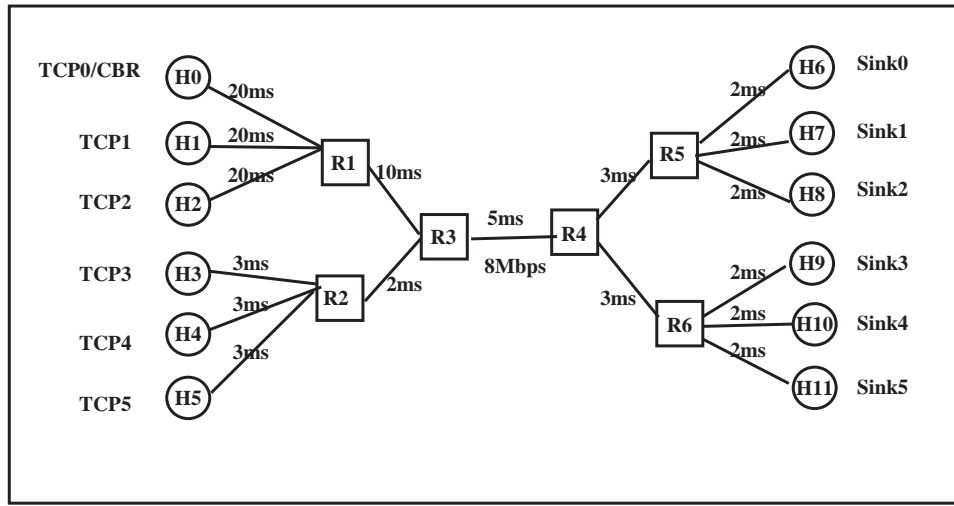 TCP0/CBR
H0
20ms
TCP1
H1
20ms
TCP2
H2
20ms
R1
10ms
TCP3
H3
3ms
TCP4
H4
3ms
TCP5
H5
3ms
R2
2ms
R3
5ms
8Mbps
R4
3ms
3ms
R5
2ms
H6
Sink0
2ms
H7
Sink1
2ms
H8
Sink2
R6
2ms
H9
Sink3
2ms
H10
Sink4
2ms
H11
Sink5